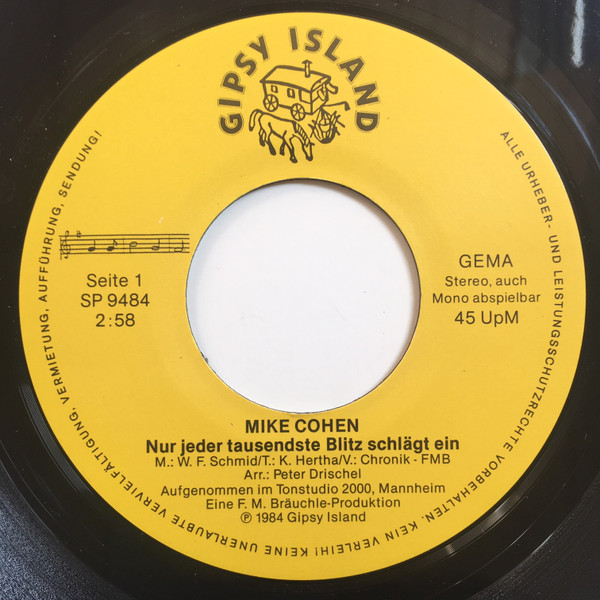 GIPSY ISLAND
Seite 1
SP 9484
2:58
GEMA
Stereo, auch
Mono abspielbar
45 UpM
MIKE COHEN
Nur jeder tausendste Blitz schlägt ein
M.: W. F. Schmid/T.: K. Hertha/V.: Chronik - FMB
Arr.: Peter Drischel
Aufgenommen im Tonstudio 2000, Mannheim
Eine F. M. Bräuchle-Produktion
Ⓟ 1984 Gipsy Island
ALLE URHEBER- UND LEISTUNGSSCHUTZRECHTE VORBEHALTEN. KEIN VERLEIH! KEINE UNERLAUBTE VERVIELFÄLTIGUNG, VERMIETUNG, AUFFÜHRUNG, SENDUNG!